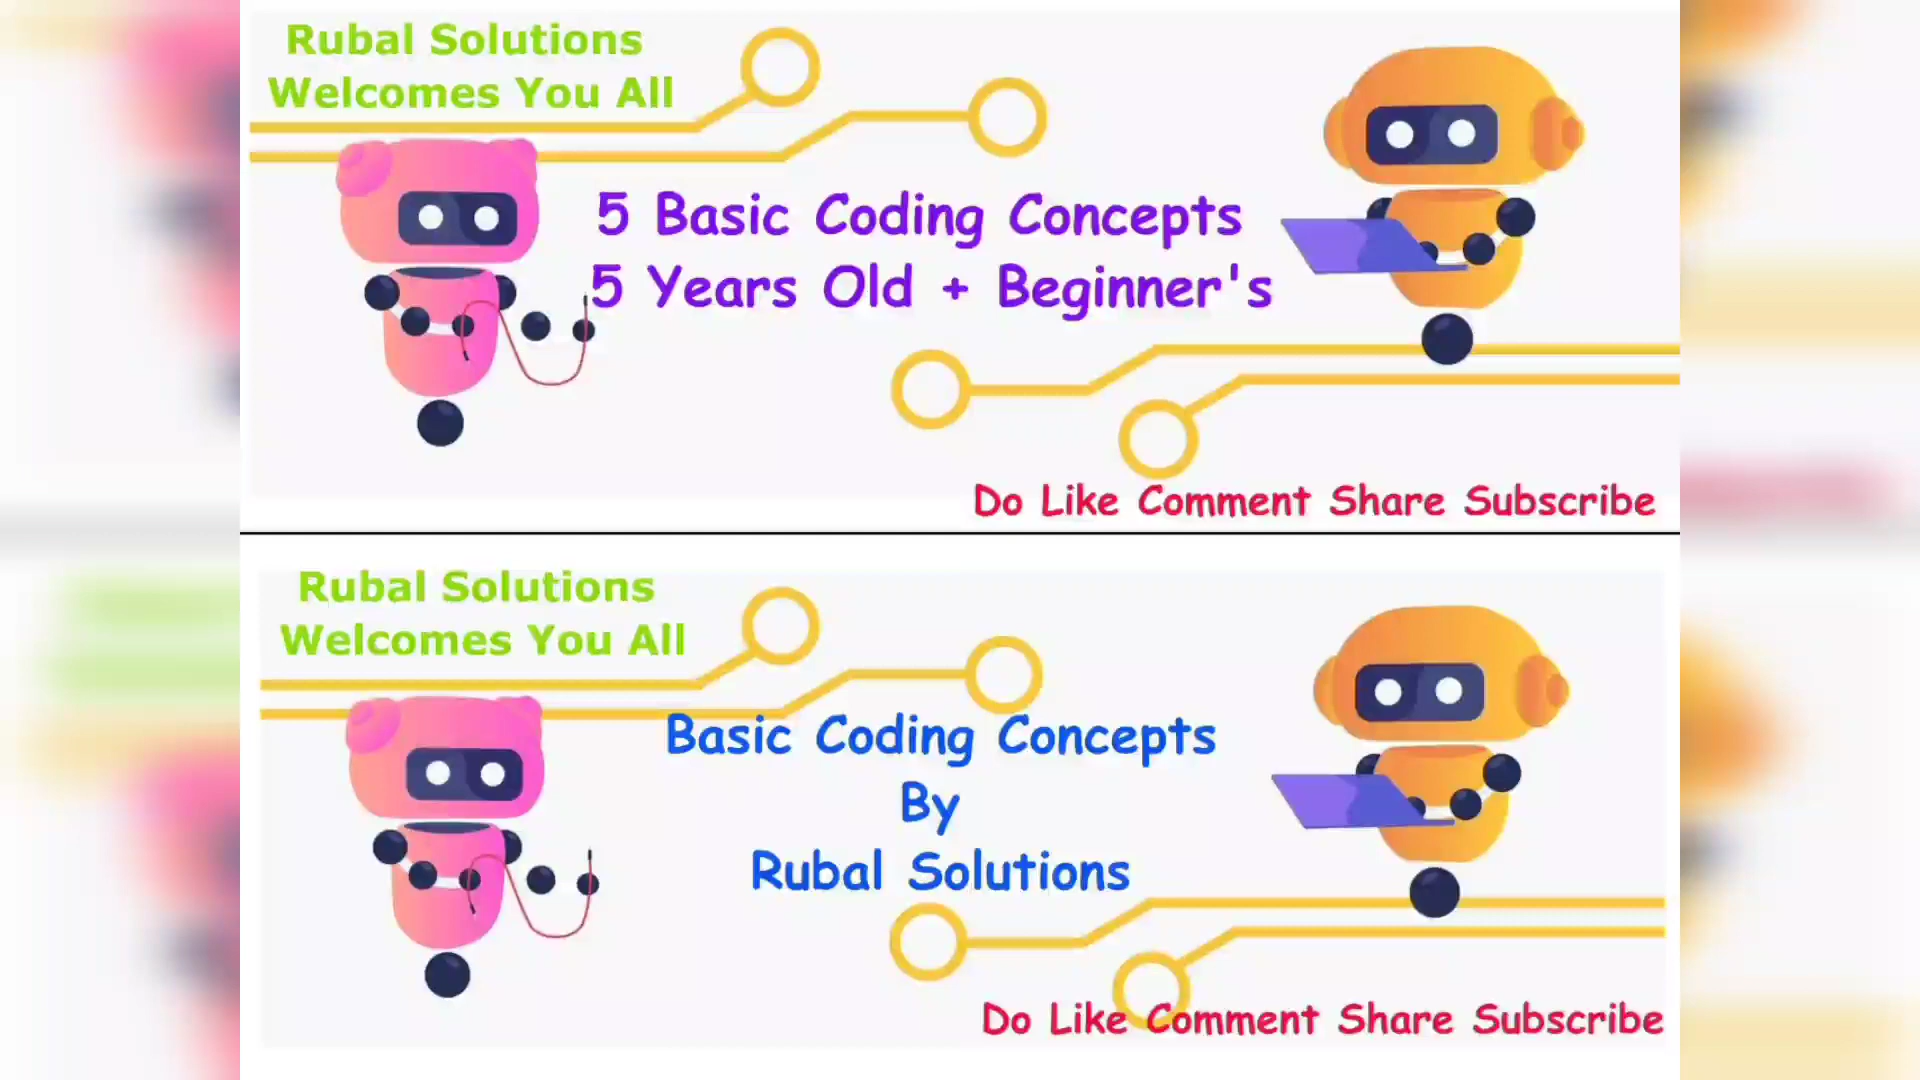 Rubal Solutions
Welcomes You All
5 Basic Coding Concepts
5 Years Old + Beginner's
Do Like Comment Share Subscribe
Rubal Solutions
Welcomes You All
Basic Coding Concepts
By
Rubal Solutions
Do Like Comment Share Subscribe